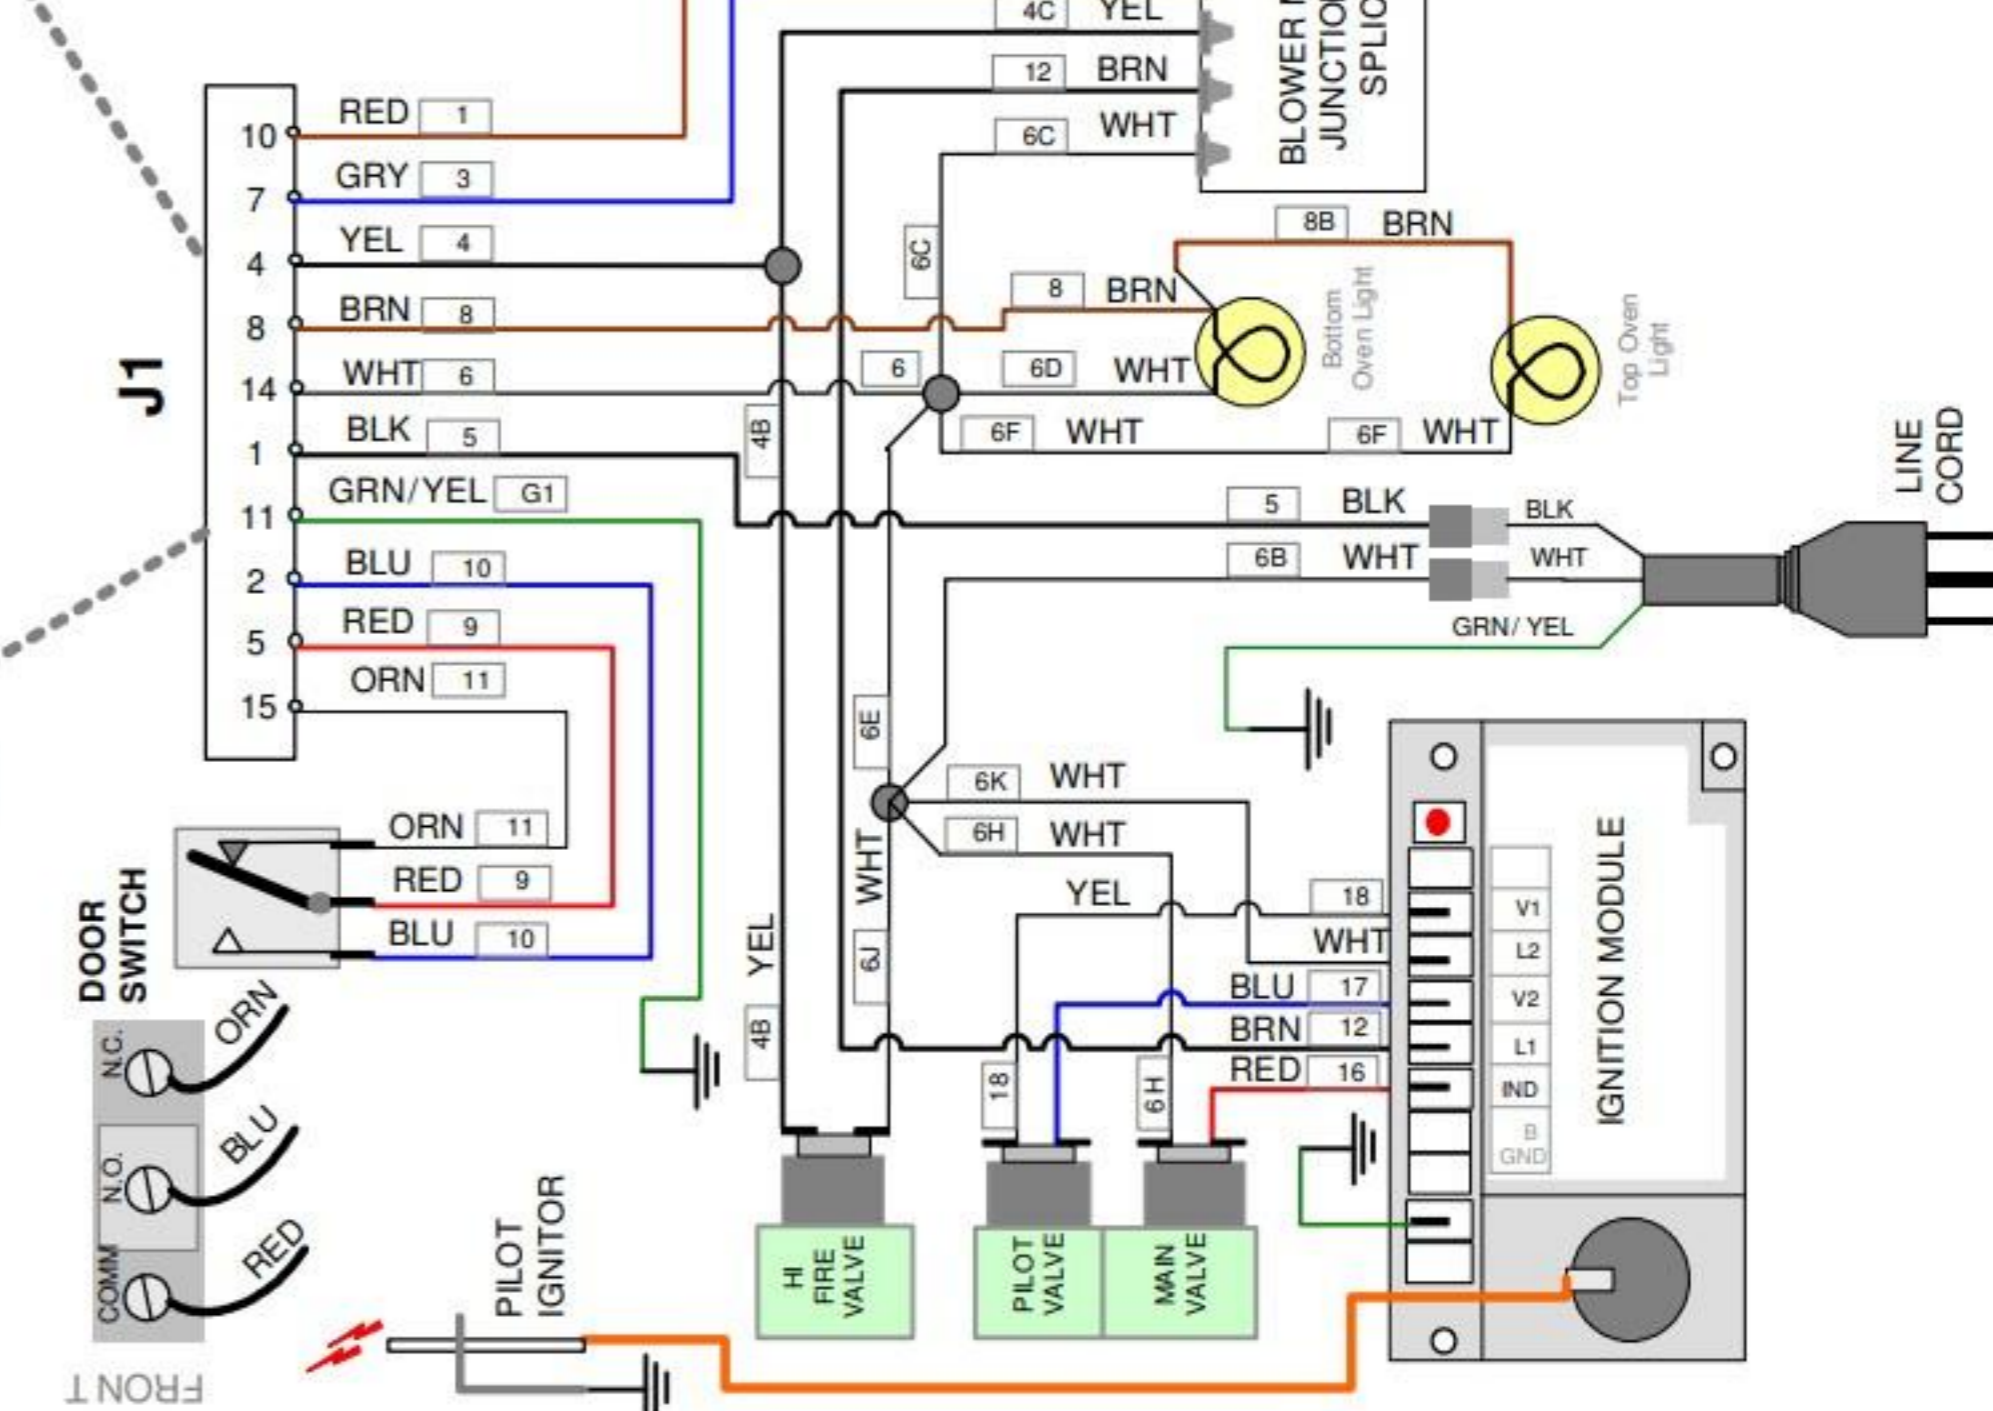 4C YEL
12 BRN
6C WHT
JUNCTION
J1
10 RED 1
7 GRY 3
4 YEL 4
8 BRN 8
14 WHT 6
1 BLK 5
11 GRN/YEL G1
2 BLU 10
5 RED 9
15 ORN 11
6C
8B BRN
8 BRN
6 6D WHT
6F WHT 6F WHT
Bottom
Oven Light
Top Oven
Light
4B
5 BLK BLK
6B WHT WHT
GRN/ YEL
LINE
CORD
6E
6K WHT
6H WHT
DOOR
SWITCH
ORN 11
RED 9
BLU 10
YEL
4B
WHT
6J
YEL 18
WHT
BLU 17
BRN 12
RED 16
18
6 H
V1
L2
V2
L1
IND
B
GND
IGNITION MODULE
N.C. ORN
N.O. BLU
COMM RED
FRONT
PILOT
IGNITOR
HI
FIRE
VALVE
PILOT
VALVE
MAIN
VALVE